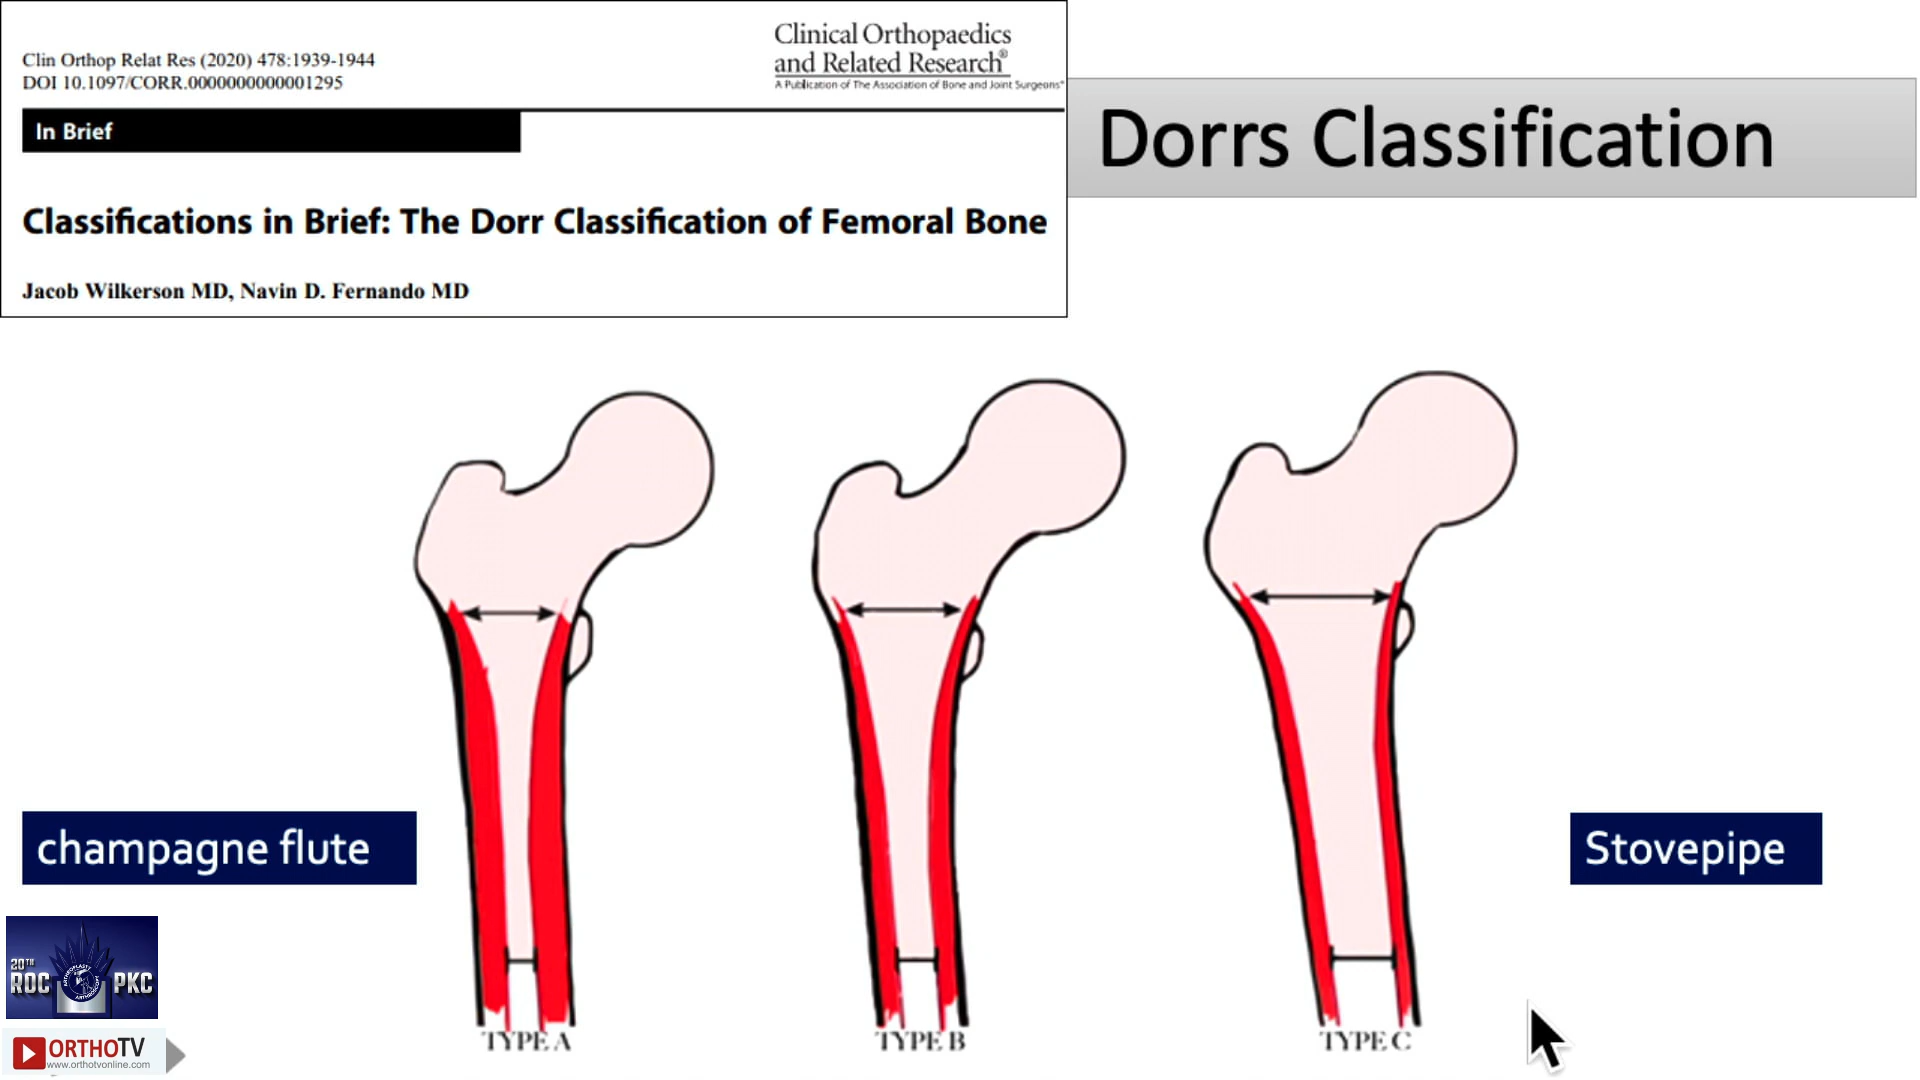 Clin Orthop Relat Res (2020) 478:1939-1944
DOI 10.1097/CORR.0000000000001295
Clinical Orthopaedics
and Related Research®
A Publication of The Association of Bone and Joint Surgeons®
In Brief
Classifications in Brief: The Dorr Classification of Femoral Bone
Jacob Wilkerson MD, Navin D. Fernando MD
Dorrs Classification
champagne flute
Stovepipe
TYPE A
TYPE B
TYPE C
20TH
ROC PKC
ORTHOTV
www.orthotvonline.com